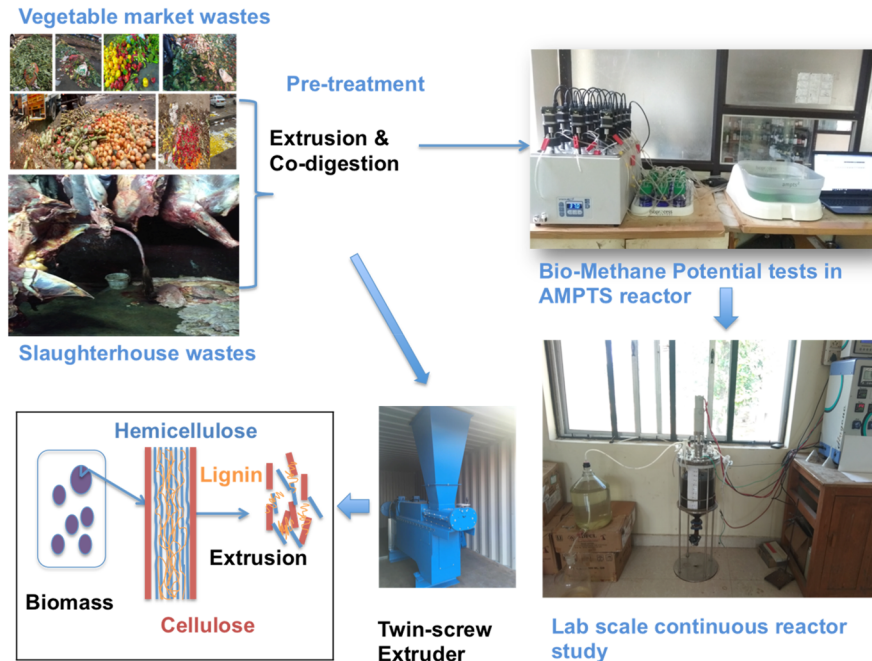 Vegetable market wastes
Pre-treatment
Extrusion &
Co-digestion
Bio-Methane Potential tests in
AMPTS reactor
Slaughterhouse wastes
Hemicellulose
Lignin
Extrusion
Biomass
Cellulose
Twin-screw
Extruder
Lab scale continuous reactor
study